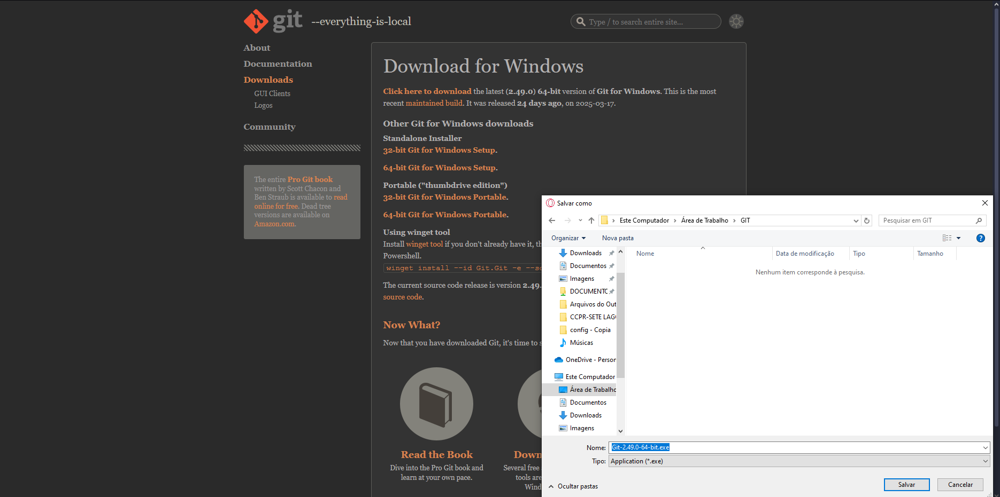 git --everything-is-local
Type / to search entire site...
About
Documentation
Downloads
GUI Clients
Logos
Community
The entire Pro Git book
written by Scott Chacon and
Ben Straub is available to read
online for free. Dead tree
versions are available on
Amazon.com.
Download for Windows
Click here to download the latest (2.49.0) 64-bit version of Git for Windows. This is the most
recent maintained build. It was released 24 days ago, on 2025-03-17.
Other Git for Windows downloads
Standalone Installer
32-bit Git for Windows Setup.
64-bit Git for Windows Setup.
Portable ("thumbdrive edition")
32-bit Git for Windows Portable.
64-bit Git for Windows Portable.
Using winget tool
Install winget tool if you don't already have it, th
Powershell.
winget install --id Git.Git -e --so
The current source code release is version 2.49.
source code.
Now What?
Now that you have downloaded Git, it's time to s
Read the Book
Dive into the Pro Git book and
learn at your own pace.
Down
Several free
tools are
Wind
Salvar como
Este Computador
Área de Trabalho
GIT
Pesquisar em GIT
Organizar
Nova pasta
?
Downloads
Documentos
Imagens
DOCUMENTO
Arquivos do Out
CCPR-SETE LAG
config - Copia
Músicas
OneDrive - Person
Este Computador
Área de Trabalho
Documentos
Downloads
Imagens
Nome
Data de modificação
Tipo
Tamanho
Nenhum item corresponde à pesquisa.
Nome: Git-2.49.0-64-bit.exe
Tipo: Application (*.exe)
Ocultar pastas
Salvar
Cancelar